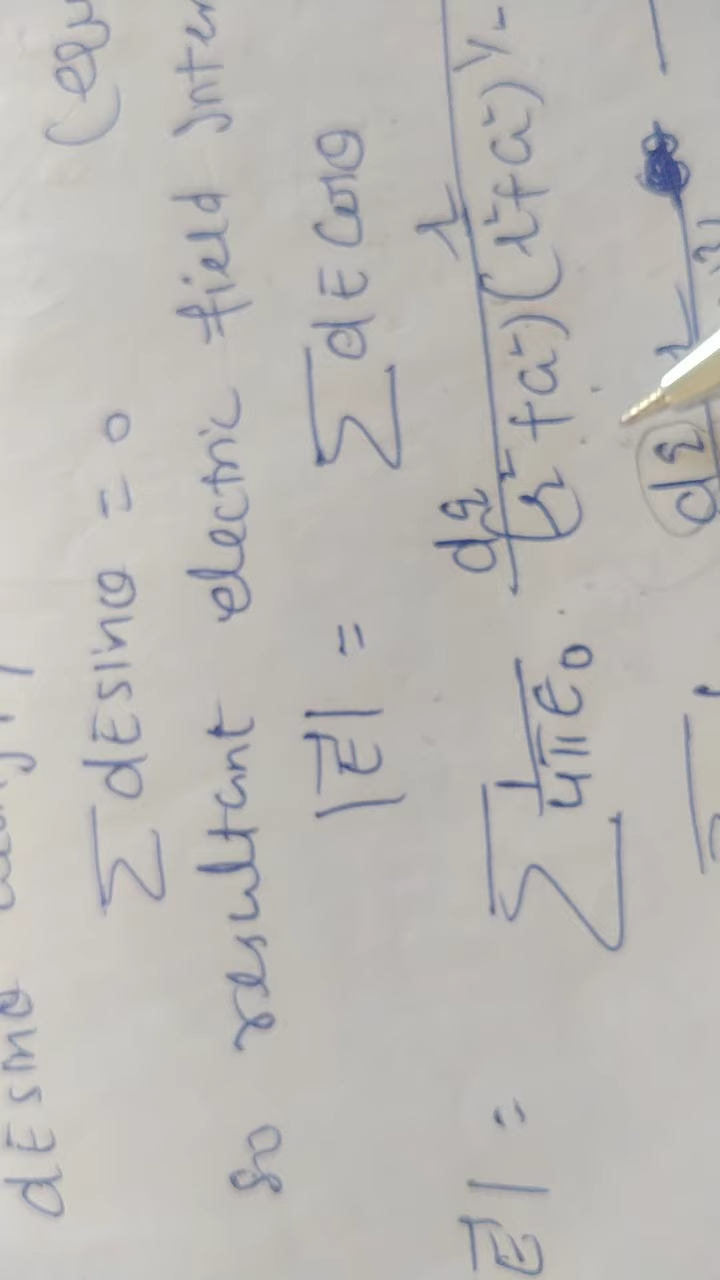 dE sinθ
∑ dE sinθ = 0
so resultant electric field Inten
|E| = ∑ dE Cosθ
|E| = ∑ 1/4πε0 . dq/(r²+a²) r/(r²+a²)^1/2
dq r